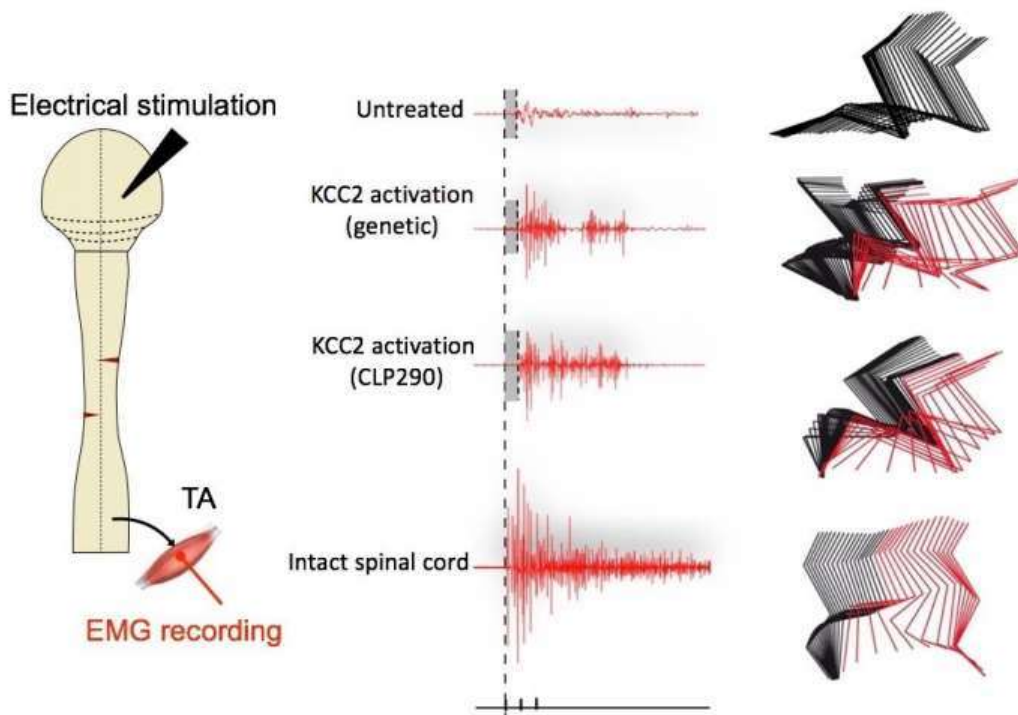 Electrical stimulation
TA
EMG recording
Untreated
KCC2 activation
(genetic)
KCC2 activation
(CLP290)
Intact spinal cord